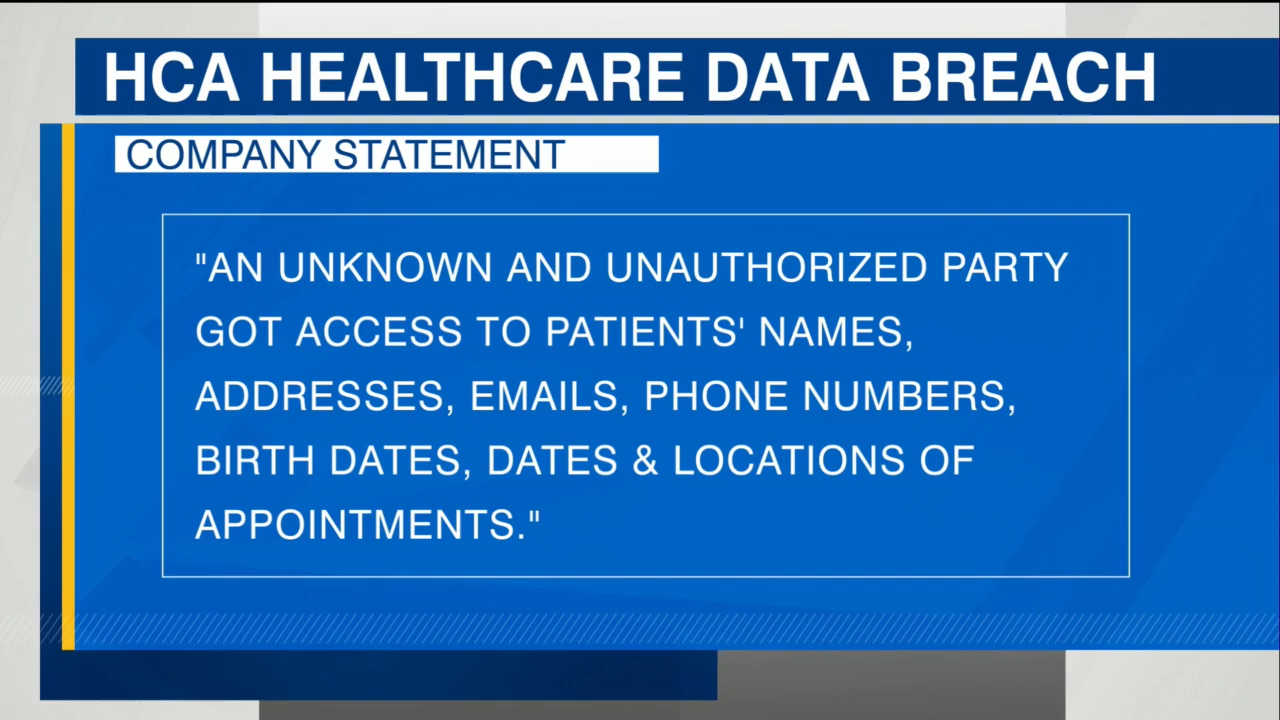 HCA HEALTHCARE DATA BREACH
COMPANY STATEMENT
"AN UNKNOWN AND UNAUTHORIZED PARTY
GOT ACCESS TO PATIENTS' NAMES,
ADDRESSES, EMAILS, PHONE NUMBERS,
BIRTH DATES, DATES & LOCATIONS OF
APPOINTMENTS."